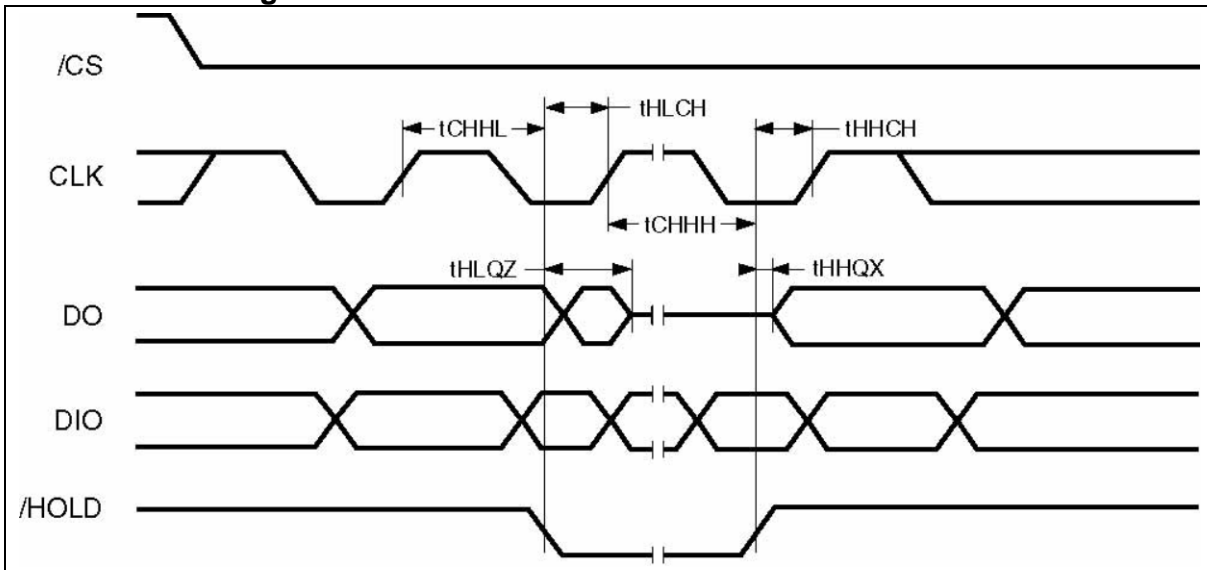 /CS
tHLCH
tCHHL
tHHCH
CLK
tCHHH
tHLQZ
tHHQX
DO
DIO
/HOLD